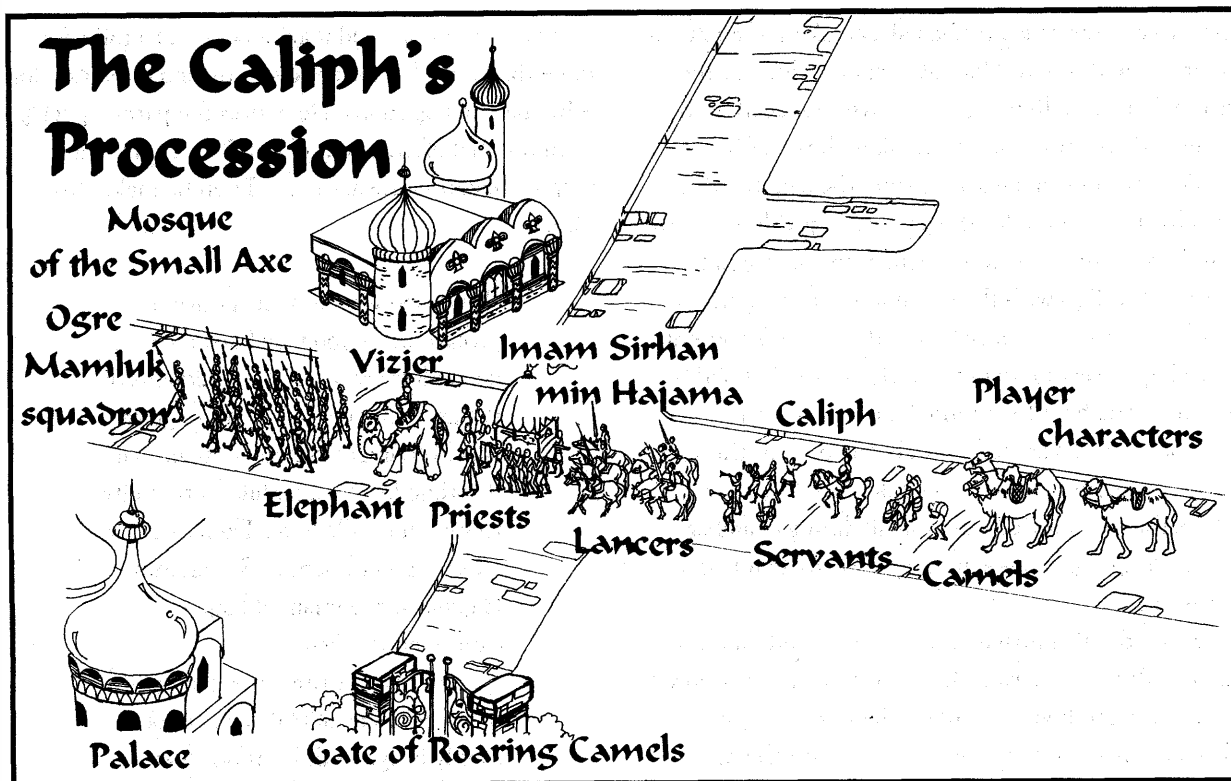 The Caliph's
Procession
Mosque
of the Small Axe
Ogre
Mamluk
squadron
Vizier
Imam Sirhan
min Hajama
Caliph
Player
characters
Elephant
Priests
Lancers
Servants
Camels
Palace
Gate of Roaring Camels